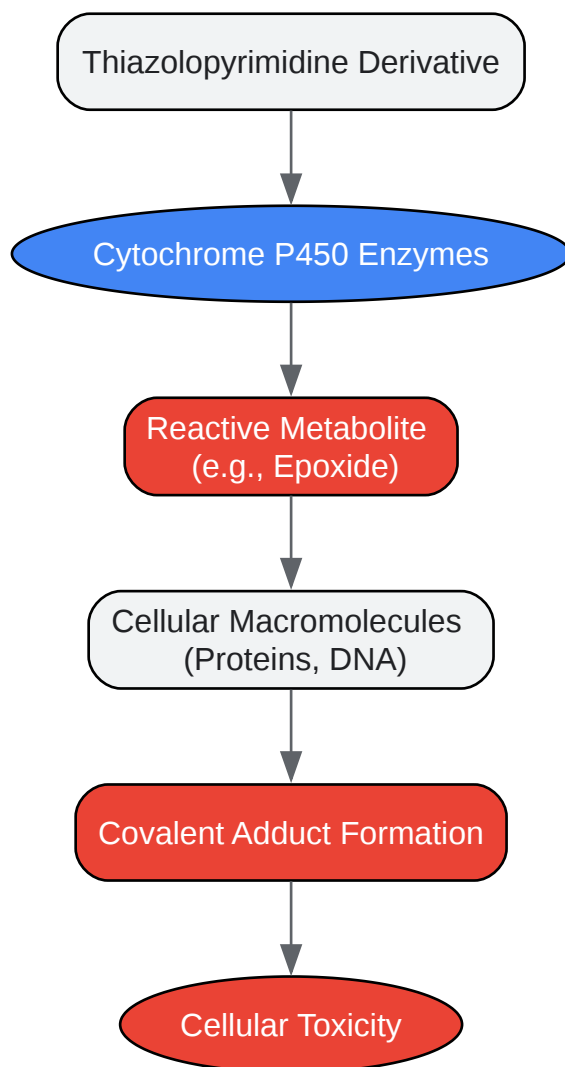 Thiazolopyrimidine Derivative
Cytochrome P450 Enzymes
Reactive Metabolite
(e.g., Epoxide)
Cellular Macromolecules
(Proteins, DNA)
Covalent Adduct Formation
Cellular Toxicity